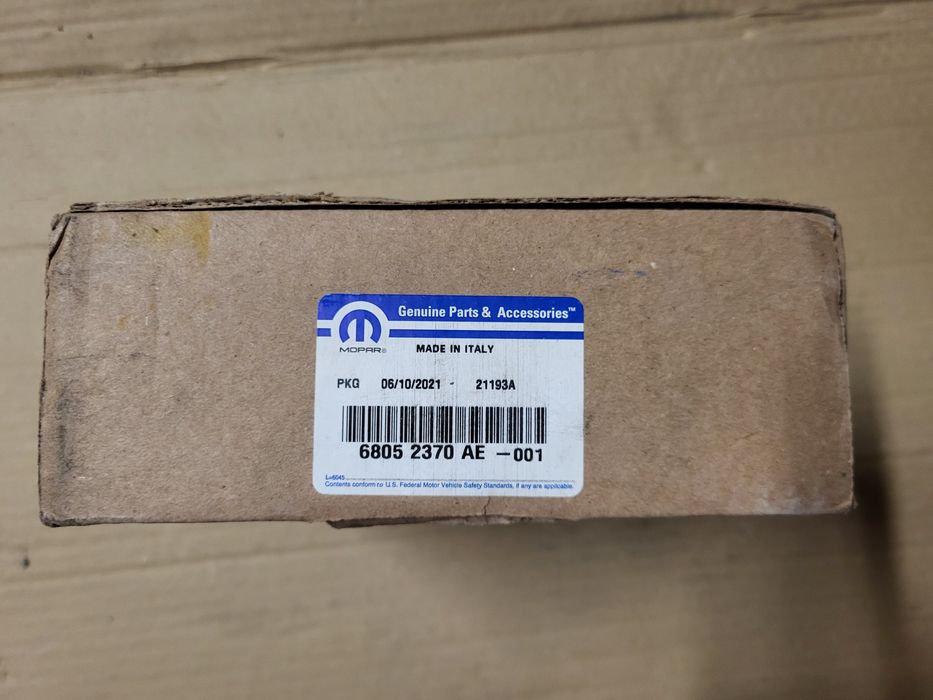 Genuine Parts & Accessories™
MOPAR®
MADE IN ITALY
PKG 06/10/2021 - 21193A
6805 2370 AE -001
L=6045
Contents conform to U.S. Federal Motor Vehicle Safety Standards, if any are applicable.